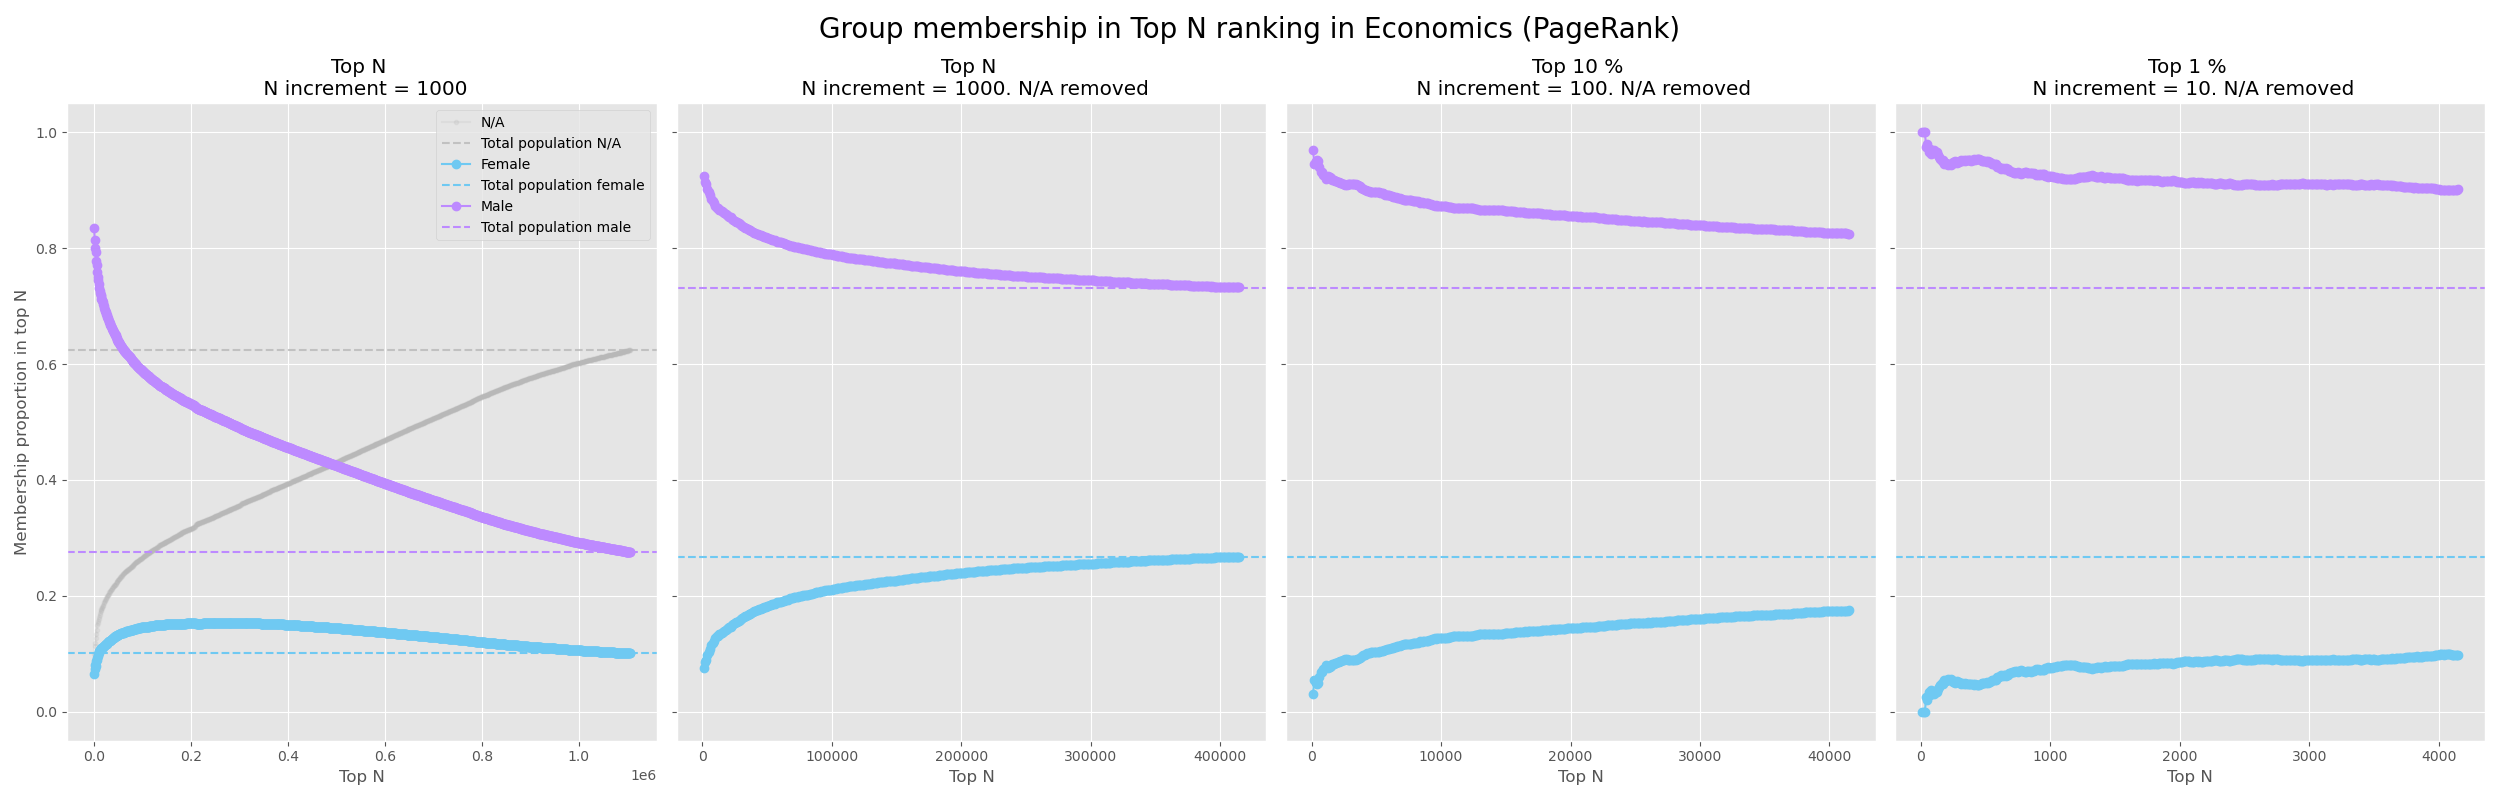 Group membership in Top N ranking in Economics (PageRank)
Top N
N increment = 1000
N/A
Total population N/A
Female
Total population female
Male
Total population male
Membership proportion in top N
1.0
0.8
0.6
0.4
0.2
0.0
0.0 0.2 0.4 0.6 0.8 1.0
1e6
Top N
Top N
N increment = 1000. N/A removed
0 100000 200000 300000 400000
Top N
Top 10 %
N increment = 100. N/A removed
0 10000 20000 30000 40000
Top N
Top 1 %
N increment = 10. N/A removed
0 1000 2000 3000 4000
Top N